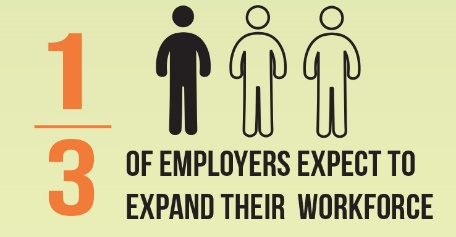 1
3
OF EMPLOYERS EXPECT TO
EXPAND THEIR WORKFORCE